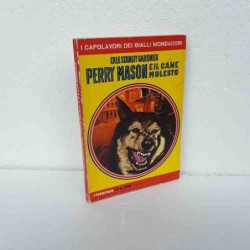 I CAPOLAVORI DEI GIALLI MONDADORI
ERLE STANLEY GARDNER
PERRY MASON E IL CANE
MOLESTO